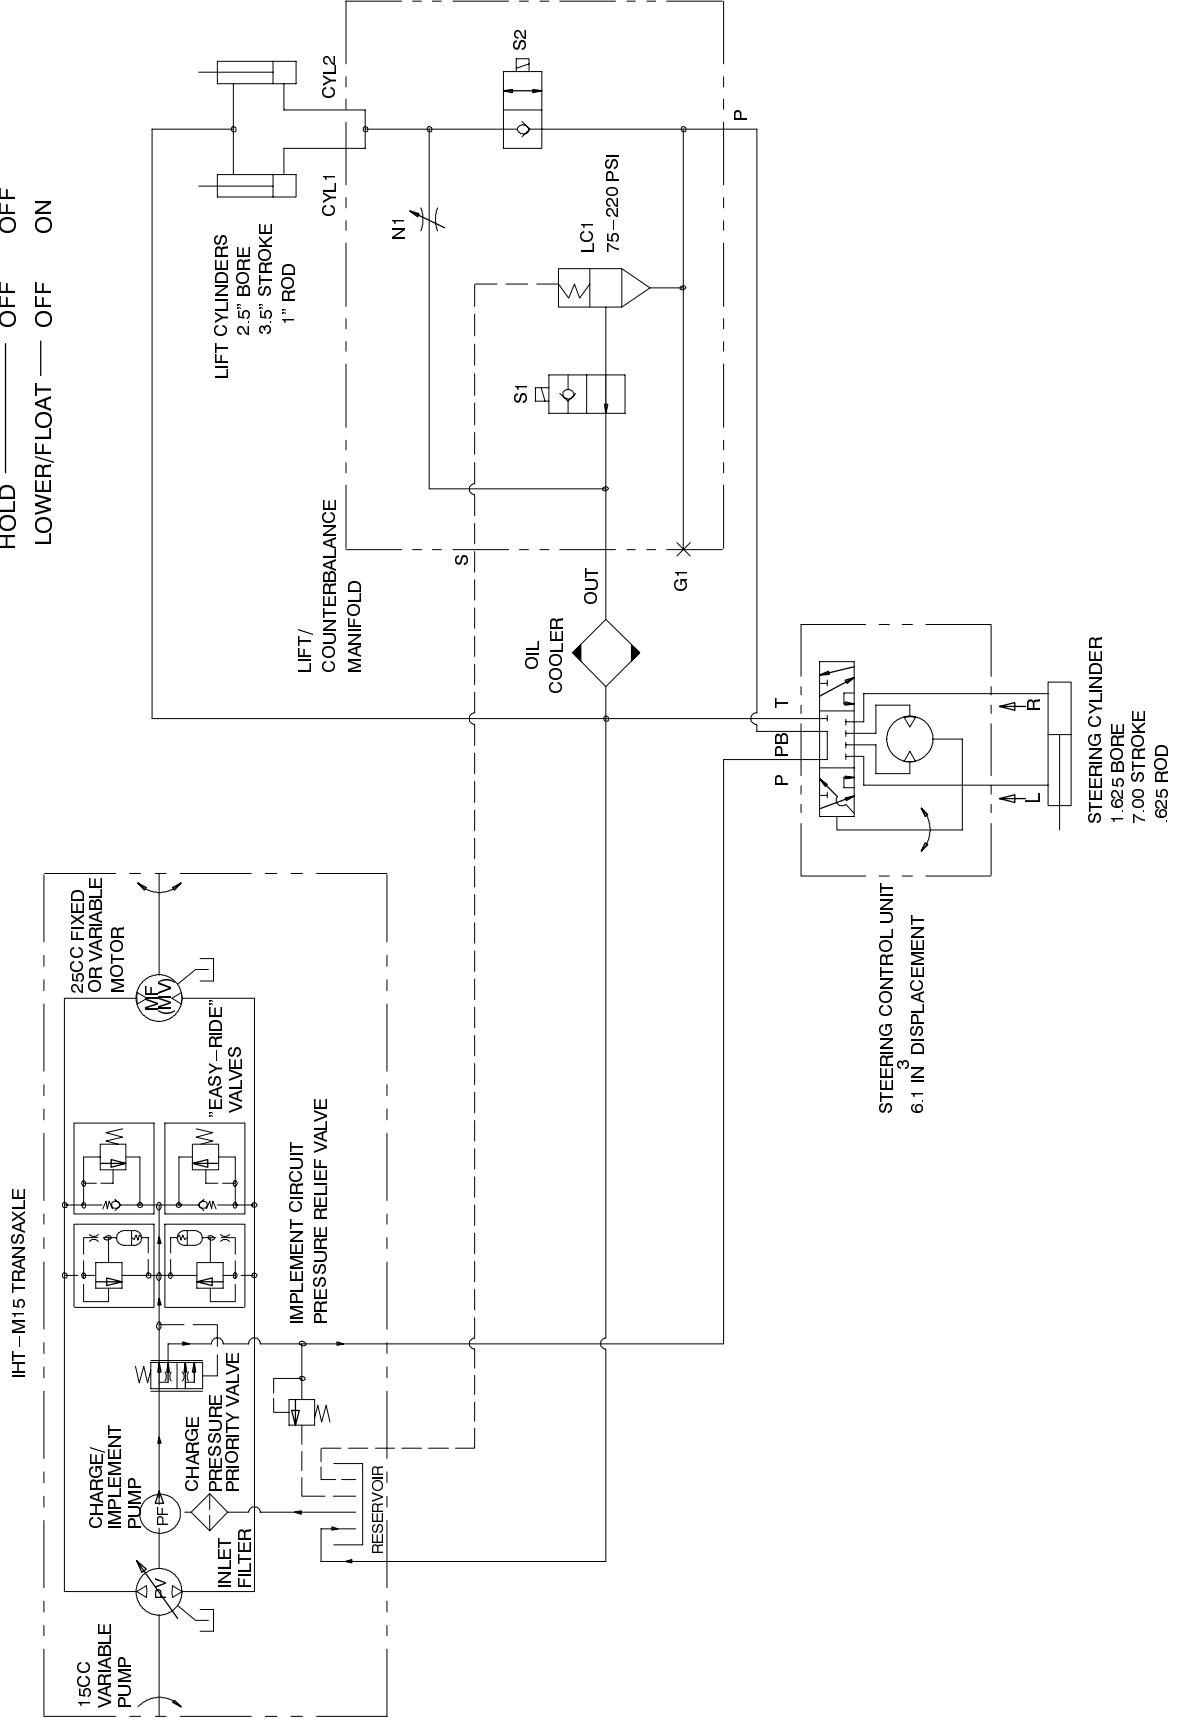 HOLD — OFF OFF
LOWER/FLOAT — OFF ON
IHT-M15 TRANSAXLE
15CC
VARIABLE
PUMP
CHARGE/
IMPLEMENT
PUMP
PV
PF
INLET
FILTER
CHARGE
PRESSURE
PRIORITY VALVE
25CC FIXED
OR VARIABLE
MOTOR
MF
(MV)
"EASY-RIDE"
VALVES
IMPLEMENT CIRCUIT
PRESSURE RELIEF VALVE
RESERVOIR
LIFT CYLINDERS
2.5" BORE
3.5" STROKE
1" ROD
CYL1
CYL2
LIFT/
COUNTERBALANCE
MANIFOLD
N1
S2
S1
LC1
75-220 PSI
P
S
OUT
G1
OIL
COOLER
P PB T
L
R
STEERING CONTROL UNIT
6.1 IN 3 DISPLACEMENT
STEERING CYLINDER
1.625 BORE
7.00 STROKE
.625 ROD